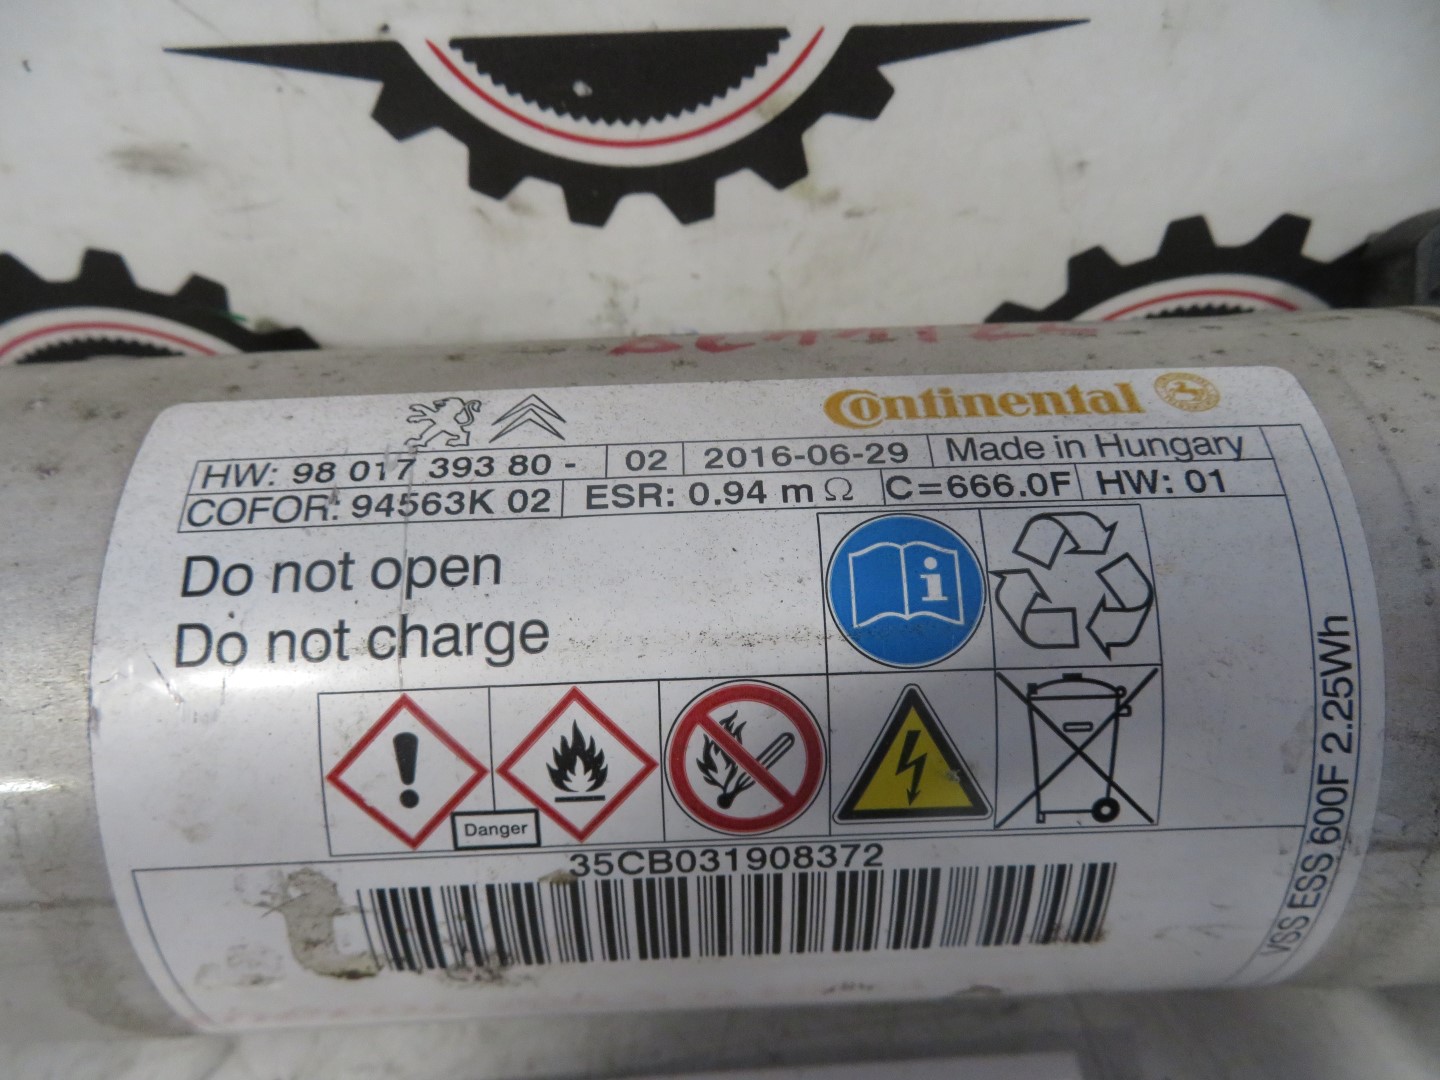 Continental
HW: 98 017 393 80 - 02 2016-06-29 Made in Hungary
COFOR: 94563K 02 ESR: 0.94 m Ω C=666.0F HW: 01
Do not open
Do not charge
i
Danger
35CB031908372
VSS ESS 600F 2.25Wh